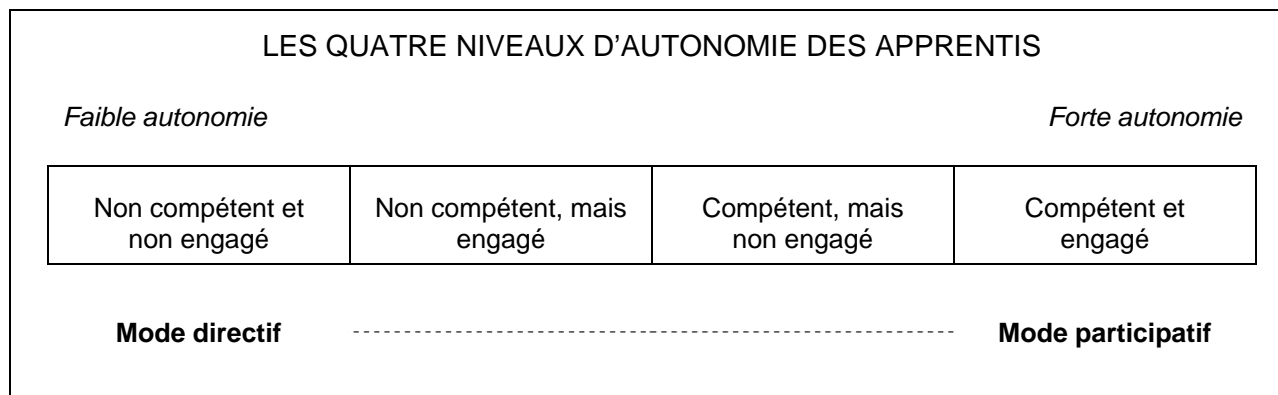 LES QUATRE NIVEAUX D’AUTONOMIE DES APPRENTIS
Faible autonomie
Forte autonomie
Non compétent et
non engagé
Non compétent, mais
engagé
Compétent, mais
non engagé
Compétent et
engagé
Mode directif
Mode participatif